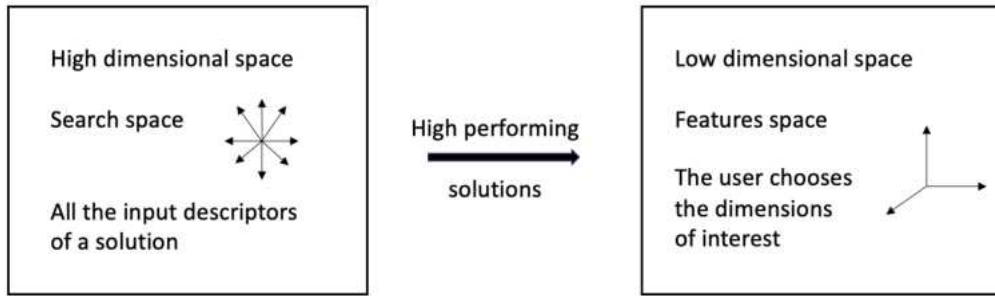 High dimensional space
Search space
All the input descriptors
of a solution
High performing
solutions
Low dimensional space
Features space
The user chooses
the dimensions
of interest